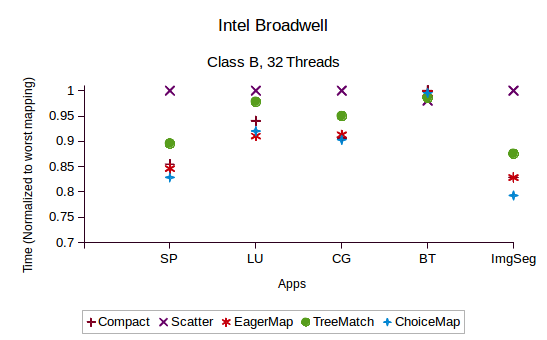 Intel Broadwell
Class B, 32 Threads
Time (Normalized to worst mapping)
1
0.95
0.9
0.85
0.8
0.75
0.7
SP LU CG BT ImgSeg
Apps
Compact Scatter EagerMap TreeMatch ChoiceMap